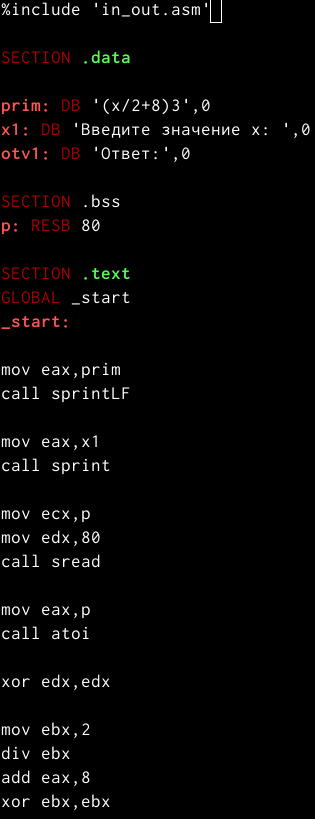 %include 'in_out.asm'
SECTION .data
prim: DB '(x/2+8)3',0
x1: DB 'Введите значение x: ',0
otv1: DB 'Ответ:',0
SECTION .bss
p: RESB 80
SECTION .text
GLOBAL _start
_start:
mov eax,prim
call sprintLF
mov eax,x1
call sprint
mov ecx,p
mov edx,80
call sread
mov eax,p
call atoi
xor edx,edx
mov ebx,2
div ebx
add eax,8
xor ebx,ebx